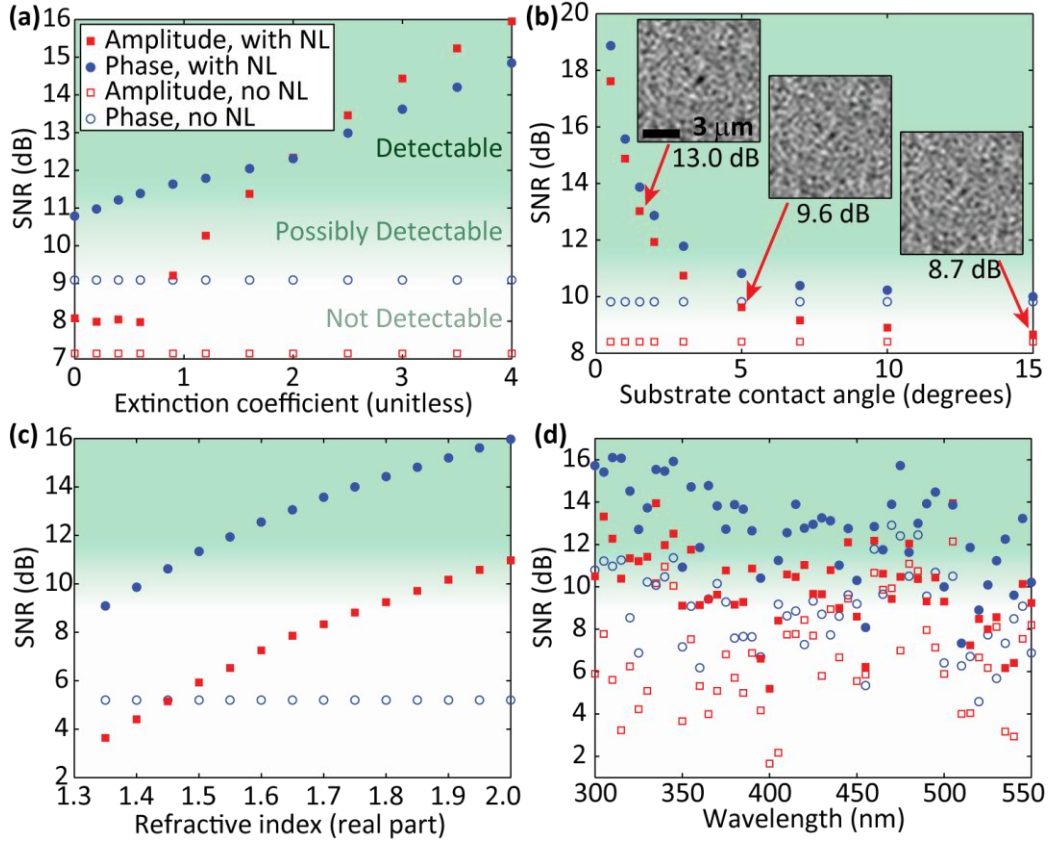 (a)
16
15
14
13
12
11
10
9
8
7
SNR (dB)
Amplitude, with NL
Phase, with NL
Amplitude, no NL
Phase, no NL
Detectable
Possibly Detectable
Not Detectable
0 1 2 3 4
Extinction coefficient (unitless)
(b)
20
18
16
14
12
10
8
SNR (dB)
3 μm
13.0 dB
9.6 dB
8.7 dB
0 5 10 15
Substrate contact angle (degrees)
(c)
16
14
12
10
8
6
4
2
SNR (dB)
1.3 1.4 1.5 1.6 1.7 1.8 1.9 2.0
Refractive index (real part)
(d)
16
14
12
10
8
6
4
2
SNR (dB)
300 350 400 450 500 550
Wavelength (nm)